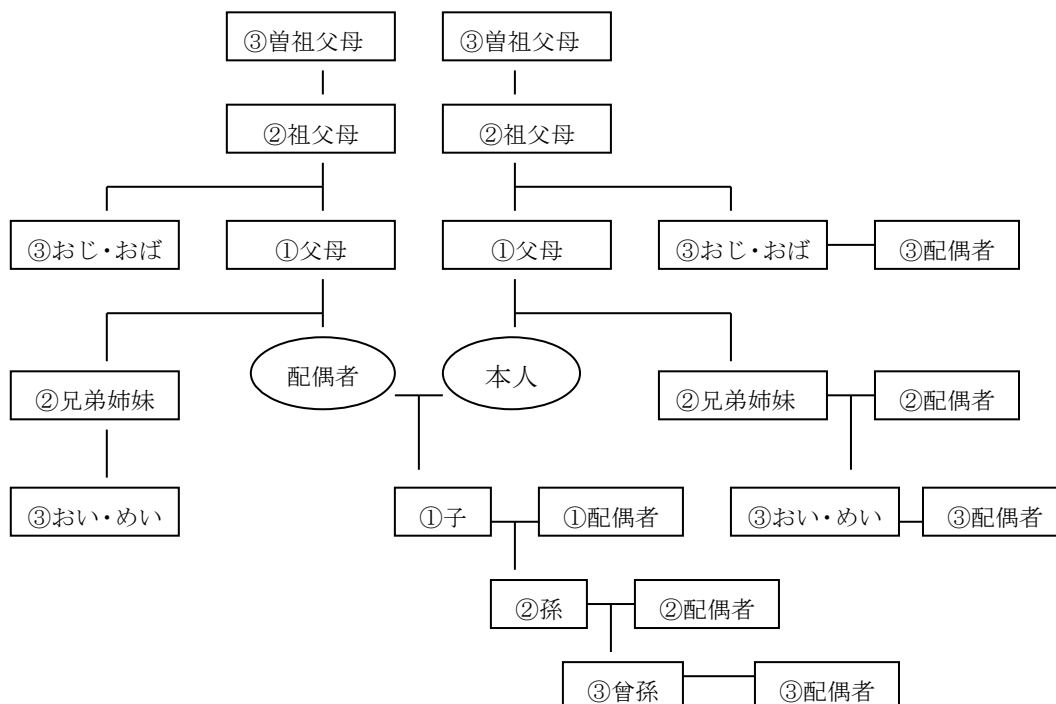 ③曽祖父母 ③曽祖父母
②祖父母 ②祖父母
③おじ・おば ①父母 ①父母 ③おじ・おば ③配偶者
配偶者 本人
②兄弟姉妹 ②兄弟姉妹 ②配偶者
③おい・めい ①子 ①配偶者 ③おい・めい ③配偶者
②孫 ②配偶者
③曾孫 ③配偶者